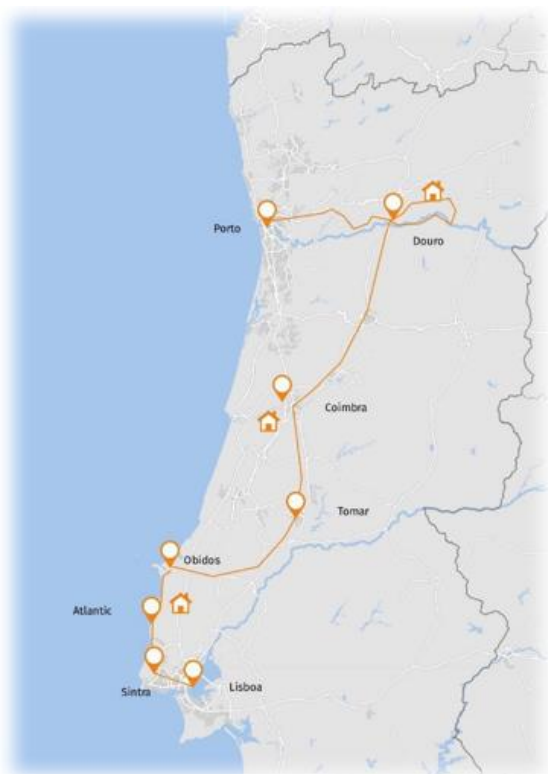 Porto
Douro
Coimbra
Tomar
Obidos
Atlantic
Sintra
Lisboa